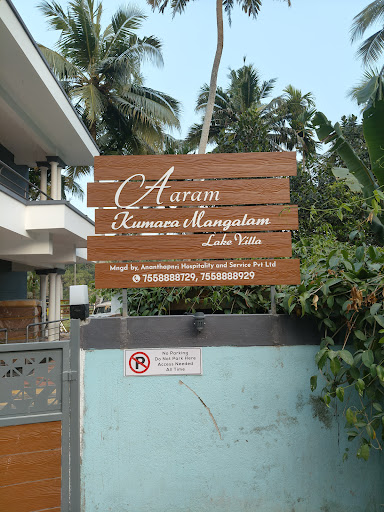 Aaram
Kumara Mangalam
Lake Villa
Mngd by, Ananthapuri Hospitality and Service Pvt Ltd
7558888729, 7558888929
No Parking
Do Not Park Here
Access Needed
All Time